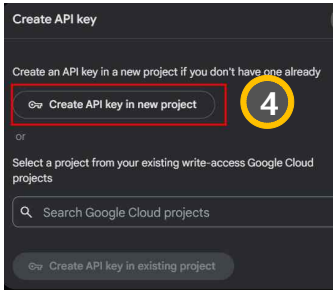 Create API key
Create an API key in a new project if you don't have one already
Create API key in new project
4
or
Select a project from your existing write-access Google Cloud
projects
Search Google Cloud projects
Create API key in existing project